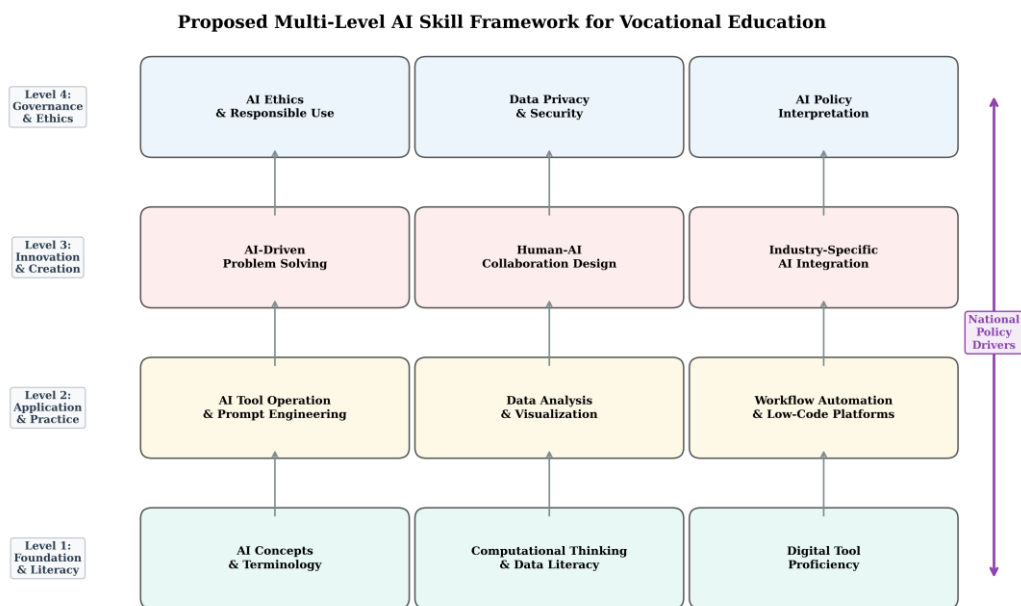 Proposed Multi-Level AI Skill Framework for Vocational Education
Level 4:
Governance
& Ethics
AI Ethics
& Responsible Use
Data Privacy
& Security
AI Policy
Interpretation
Level 3:
Innovation
& Creation
AI-Driven
Problem Solving
Human-AI
Collaboration Design
Industry-Specific
AI Integration
National
Policy
Drivers
Level 2:
Application
& Practice
AI Tool Operation
& Prompt Engineering
Data Analysis
& Visualization
Workflow Automation
& Low-Code Platforms
Level 1:
Foundation
& Literacy
AI Concepts
& Terminology
Computational Thinking
& Data Literacy
Digital Tool
Proficiency